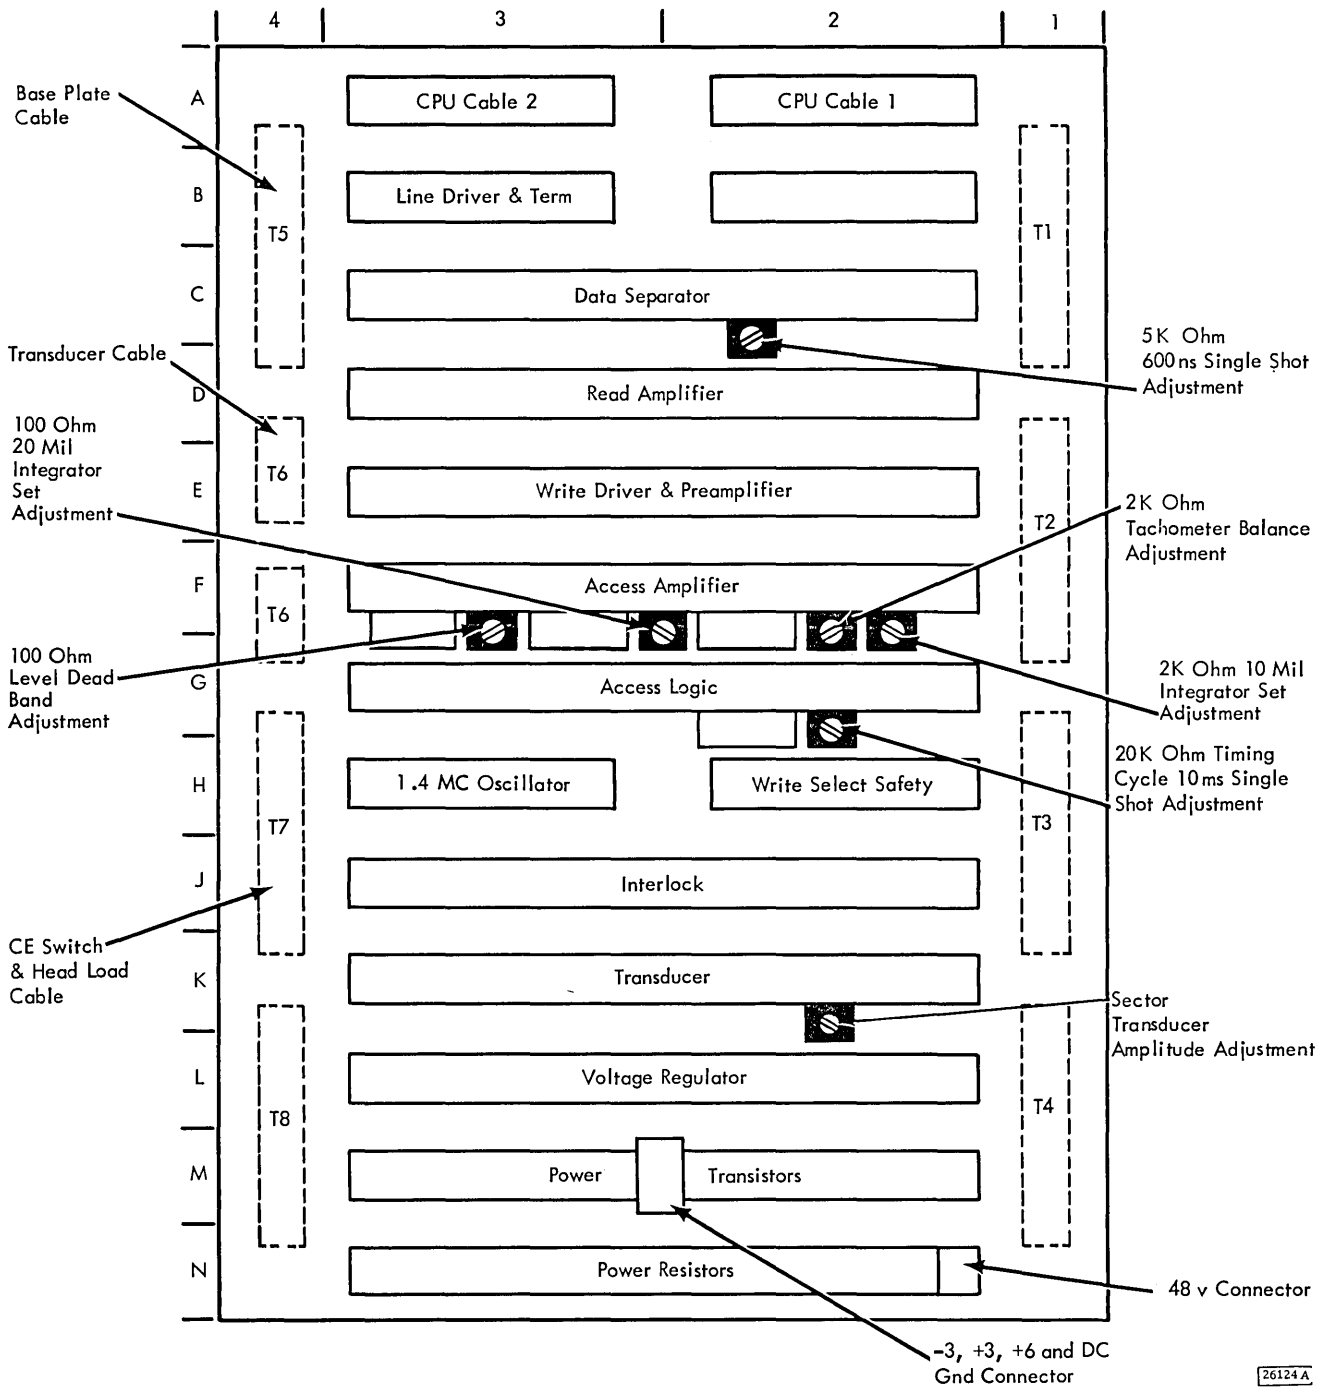 4 3 2 1
A
CPU Cable 2
CPU Cable 1
Base Plate
Cable
B
Line Driver & Term
T5
T1
C
Data Separator
5K Ohm
600ns Single Shot
Adjustment
Transducer Cable
D
Read Amplifier
100 Ohm
20 Mil
Integrator
Set
Adjustment
T6
E
Write Driver & Preamplifier
T2
2K Ohm
Tachometer Balance
Adjustment
F
Access Amplifier
T6
100 Ohm
Level Dead
Band
Adjustment
G
Access Logic
2K Ohm 10 Mil
Integrator Set
Adjustment
20K Ohm Timing
Cycle 10ms Single
Shot Adjustment
H
1.4 MC Oscillator
Write Select Safety
T7
T3
J
Interlock
CE Switch
& Head Load
Cable
K
Transducer
Sector
Transducer
Amplitude Adjustment
L
Voltage Regulator
T8
T4
M
Power Transistors
N
Power Resistors
48 v Connector
-3, +3, +6 and DC
Gnd Connector
26124 A